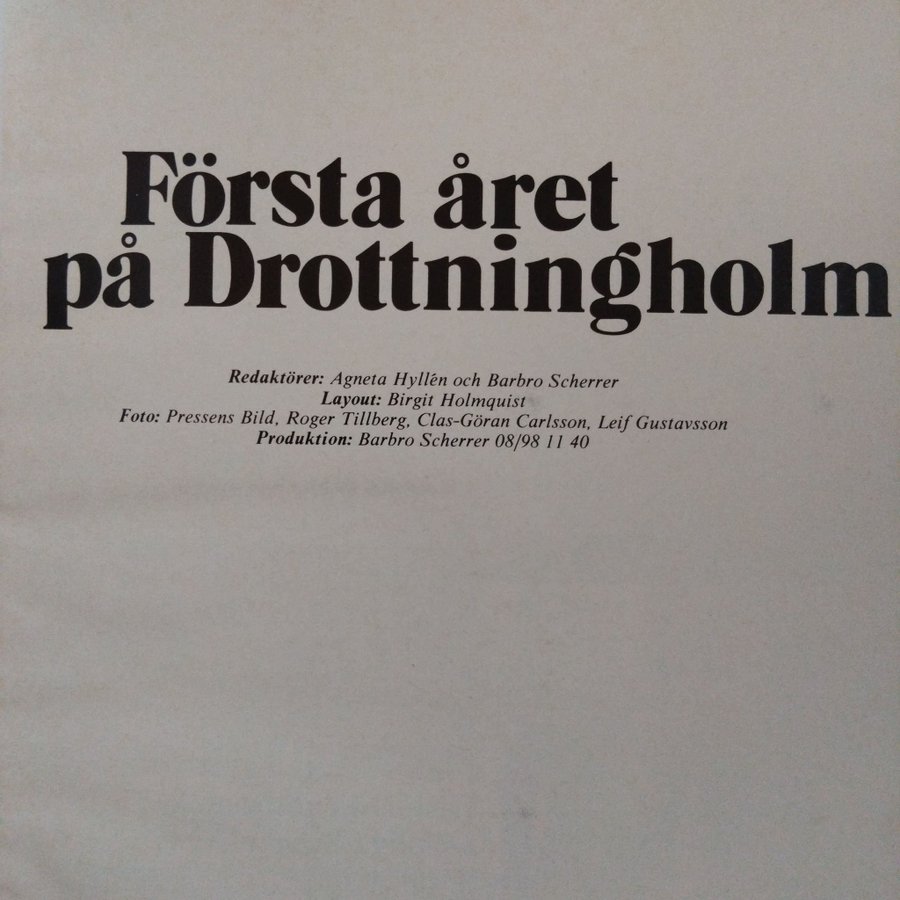 Första året
på Drottningholm
Redaktörer: Agneta Hyllén och Barbro Scherrer
Layout: Birgit Holmquist
Foto: Pressens Bild, Roger Tillberg, Clas-Göran Carlsson, Leif Gustavsson
Produktion: Barbro Scherrer 08/98 11 40